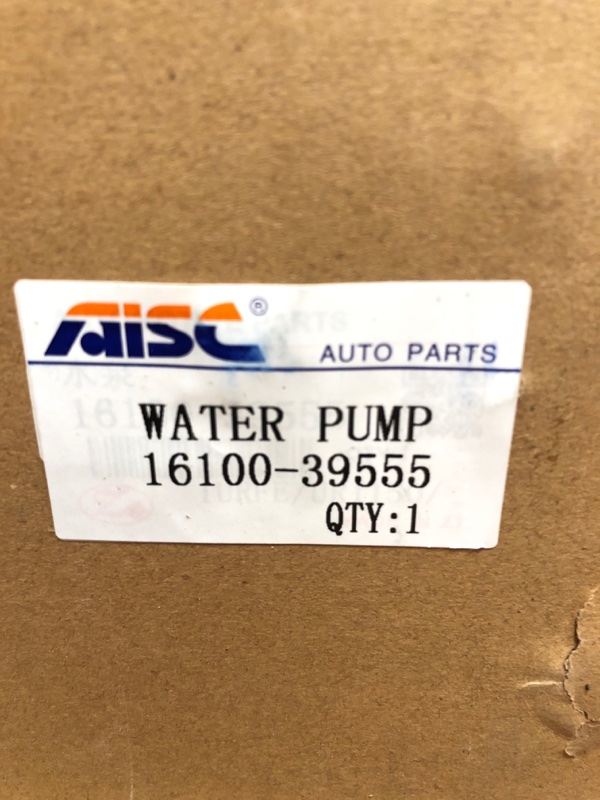 AISC®
AUTO PARTS
WATER PUMP
16100-39555
QTY:1